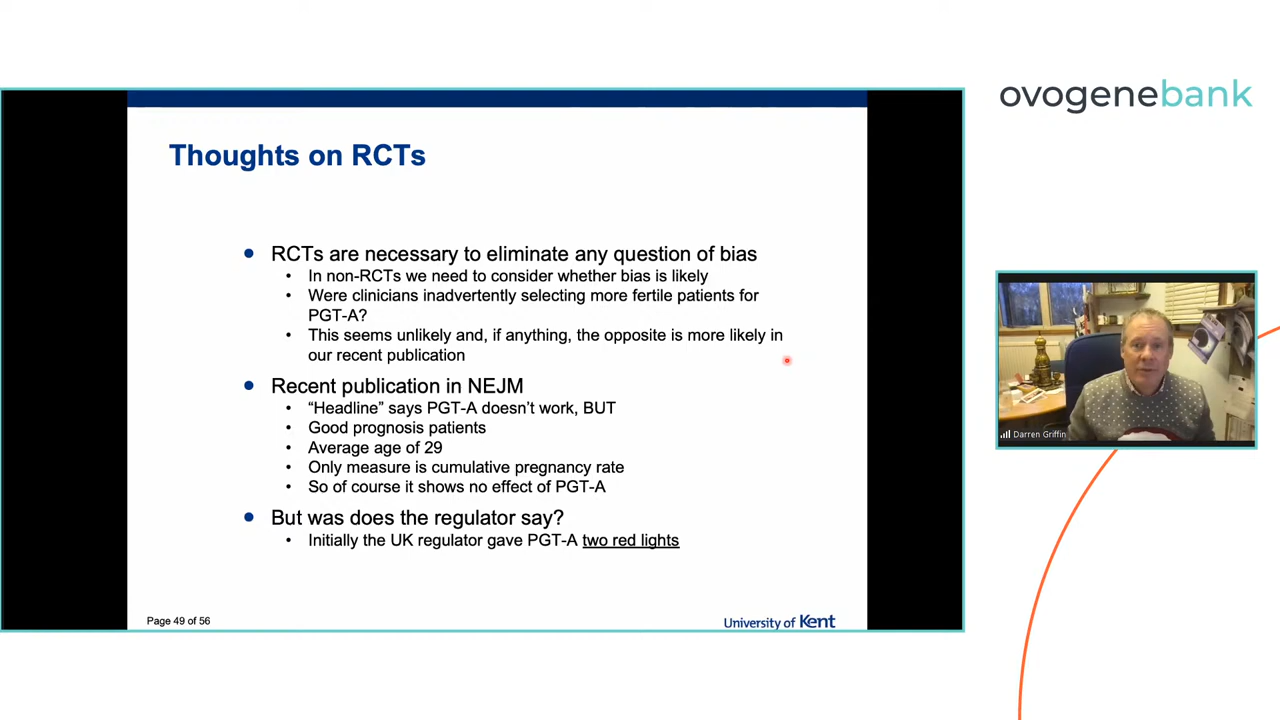 ovogenebank
Thoughts on RCTs
• RCTs are necessary to eliminate any question of bias
• In non-RCTs we need to consider whether bias is likely
• Were clinicians inadvertently selecting more fertile patients for
PGT-A?
• This seems unlikely and, if anything, the opposite is more likely in
our recent publication
• Recent publication in NEJM
• “Headline” says PGT-A doesn’t work, BUT
• Good prognosis patients
• Average age of 29
• Only measure is cumulative pregnancy rate
• So of course it shows no effect of PGT-A
• But was does the regulator say?
• Initially the UK regulator gave PGT-A two red lights
Page 49 of 56
University of Kent
Darren Griffin